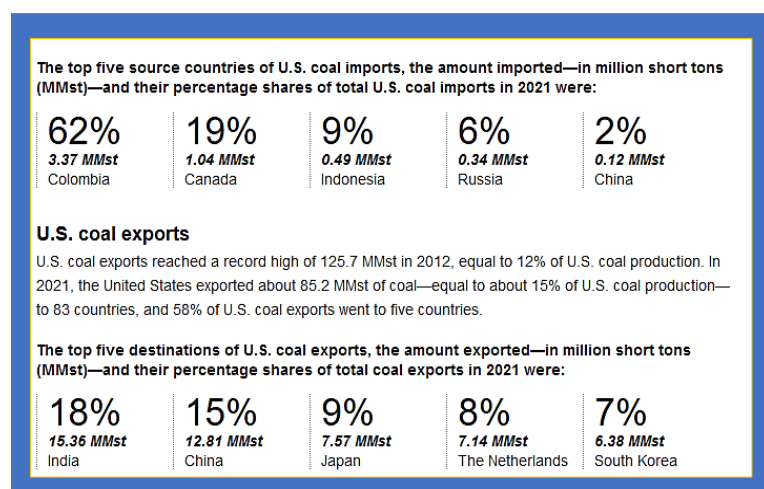 The top five source countries of U.S. coal imports, the amount imported—in million short tons
(MMst)—and their percentage shares of total U.S. coal imports in 2021 were:
62% 19% 9% 6% 2%
3.37 MMst 1.04 MMst 0.49 MMst 0.34 MMst 0.12 MMst
Colombia Canada Indonesia Russia China
U.S. coal exports
U.S. coal exports reached a record high of 125.7 MMst in 2012, equal to 12% of U.S. coal production. In
2021, the United States exported about 85.2 MMst of coal—equal to about 15% of U.S. coal production—
to 83 countries, and 58% of U.S. coal exports went to five countries.
The top five destinations of U.S. coal exports, the amount exported—in million short tons
(MMst)—and their percentage shares of total coal exports in 2021 were:
18% 15% 9% 8% 7%
15.36 MMst 12.81 MMst 7.57 MMst 7.14 MMst 6.38 MMst
India China Japan The Netherlands South Korea